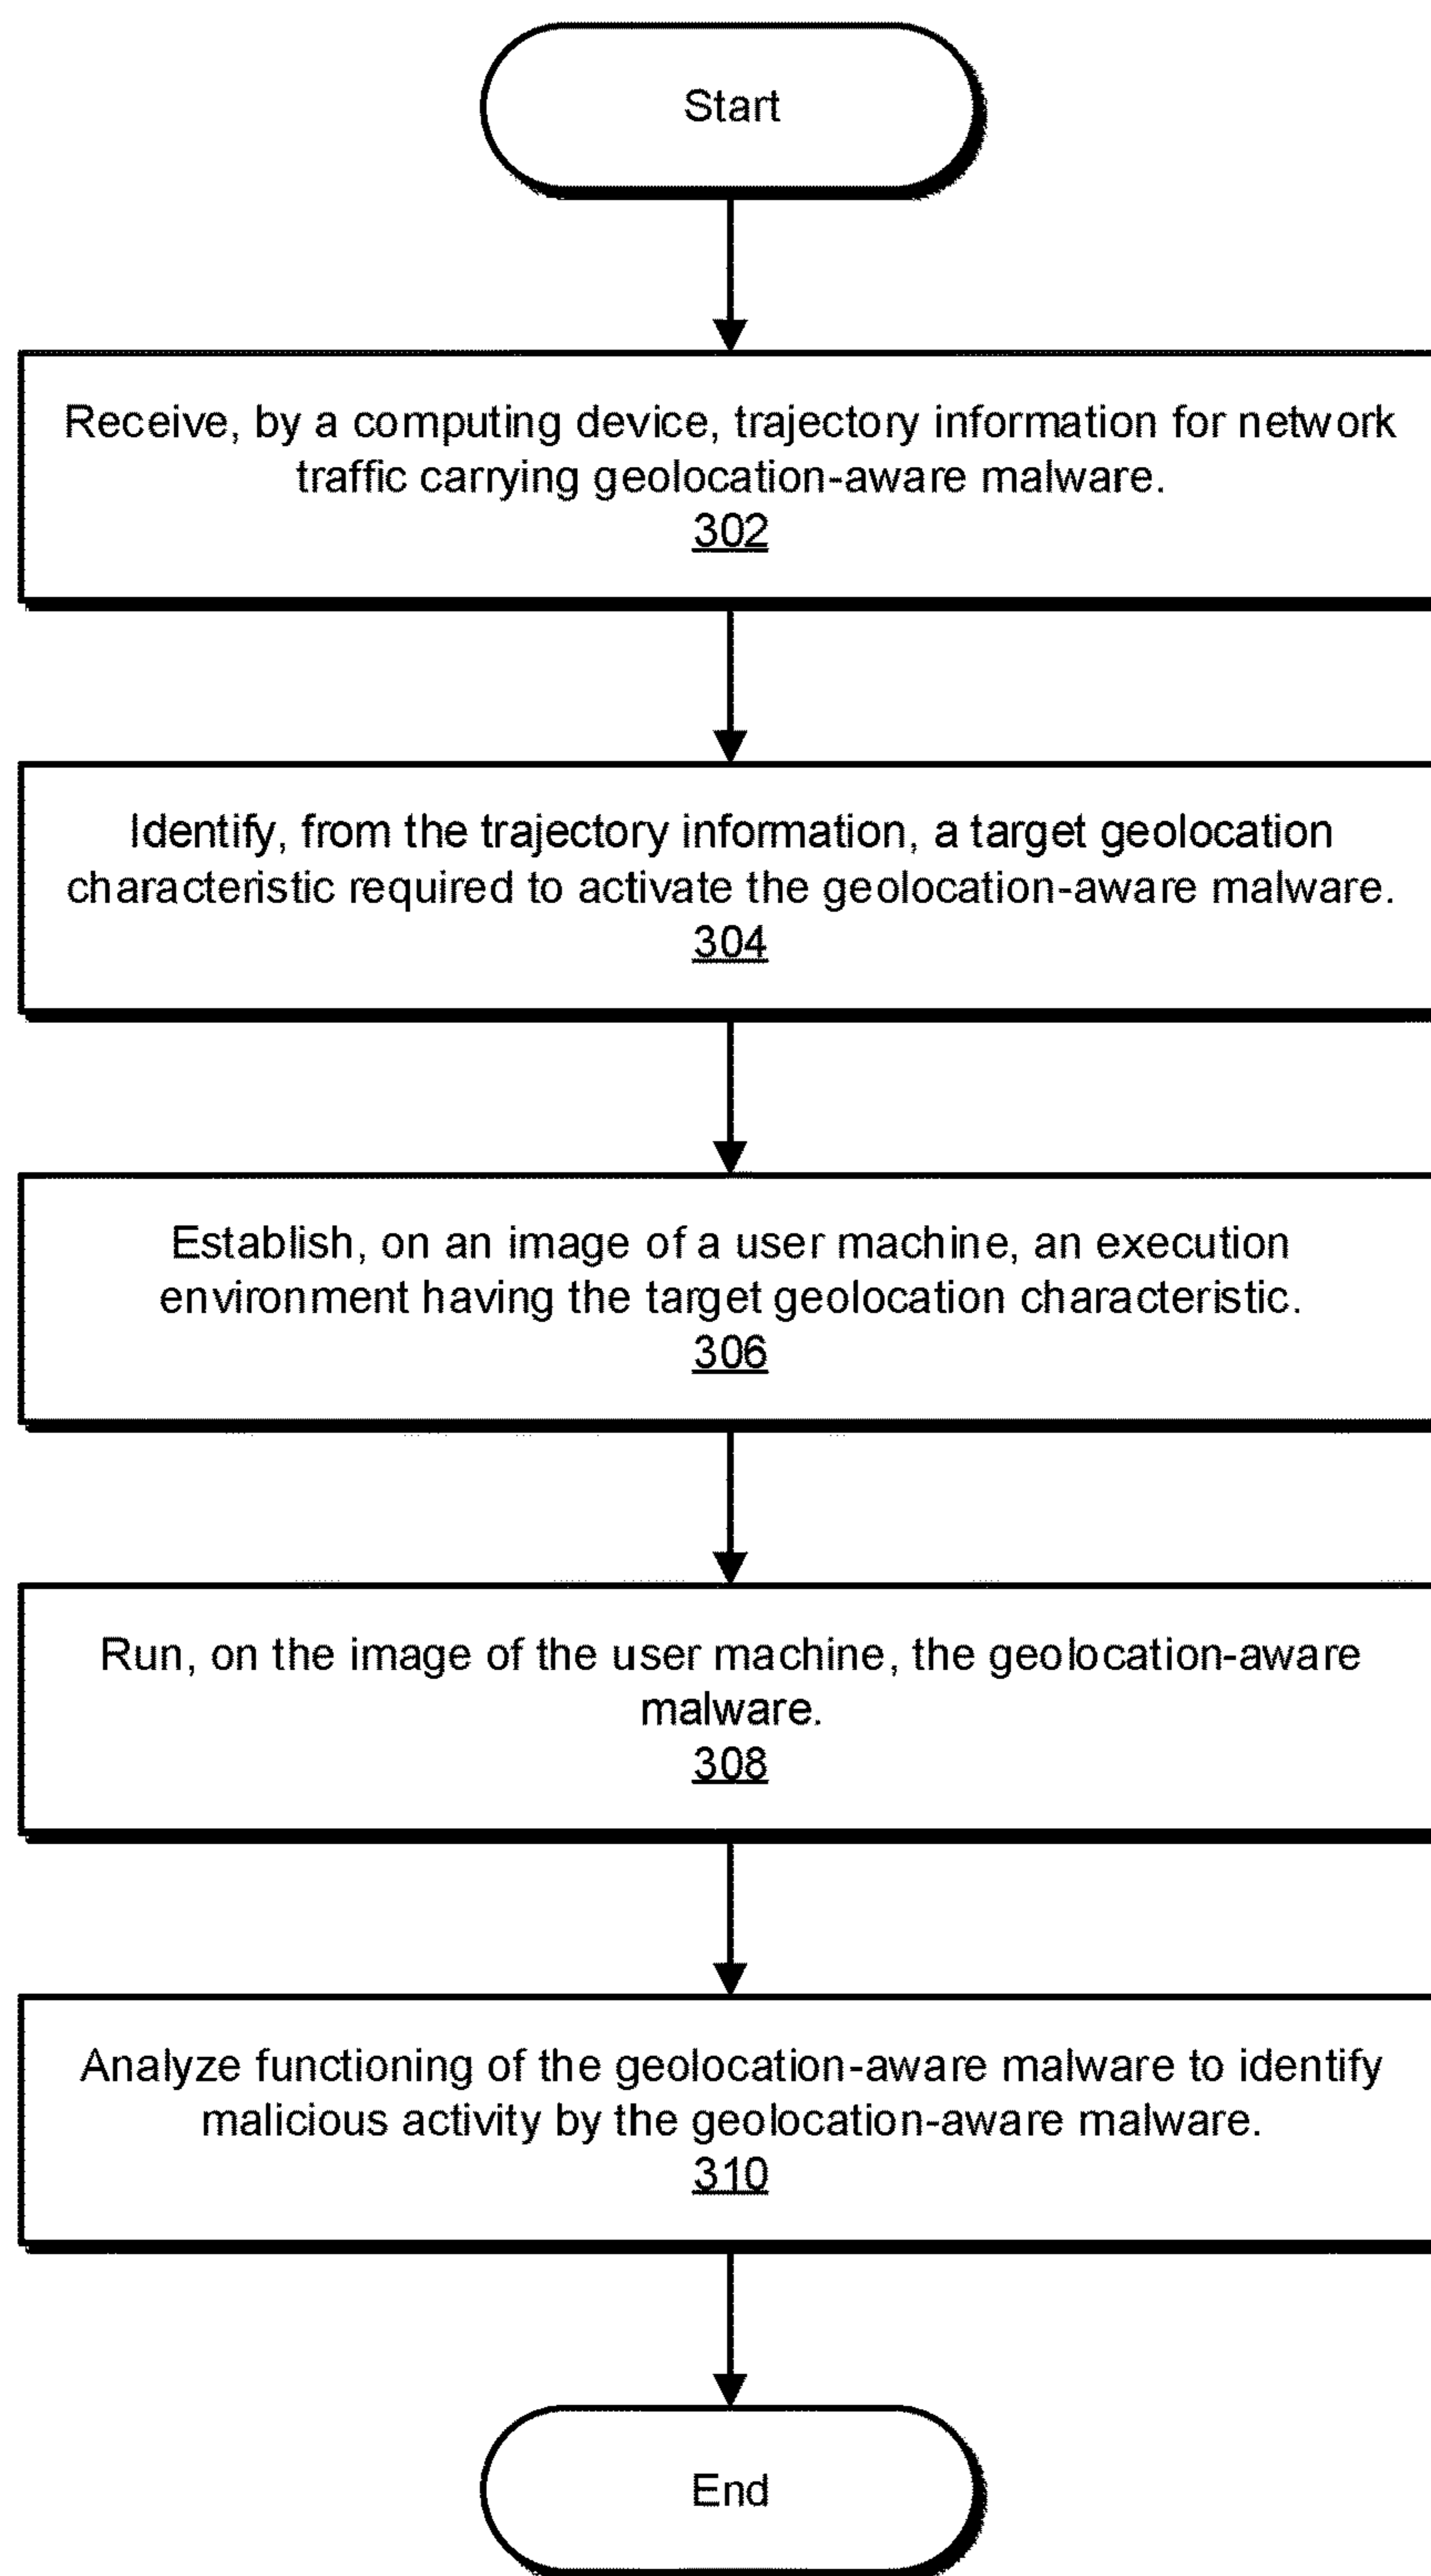 Start
Receive, by a computing device, trajectory information for network
traffic carrying geolocation-aware malware.
302
Identify, from the trajectory information, a target geolocation
characteristic required to activate the geolocation-aware malware.
304
Establish, on an image of a user machine, an execution
environment having the target geolocation characteristic.
306
Run, on the image of the user machine, the geolocation-aware
malware.
308
Analyze functioning of the geolocation-aware malware to identify
malicious activity by the geolocation-aware malware.
310
End